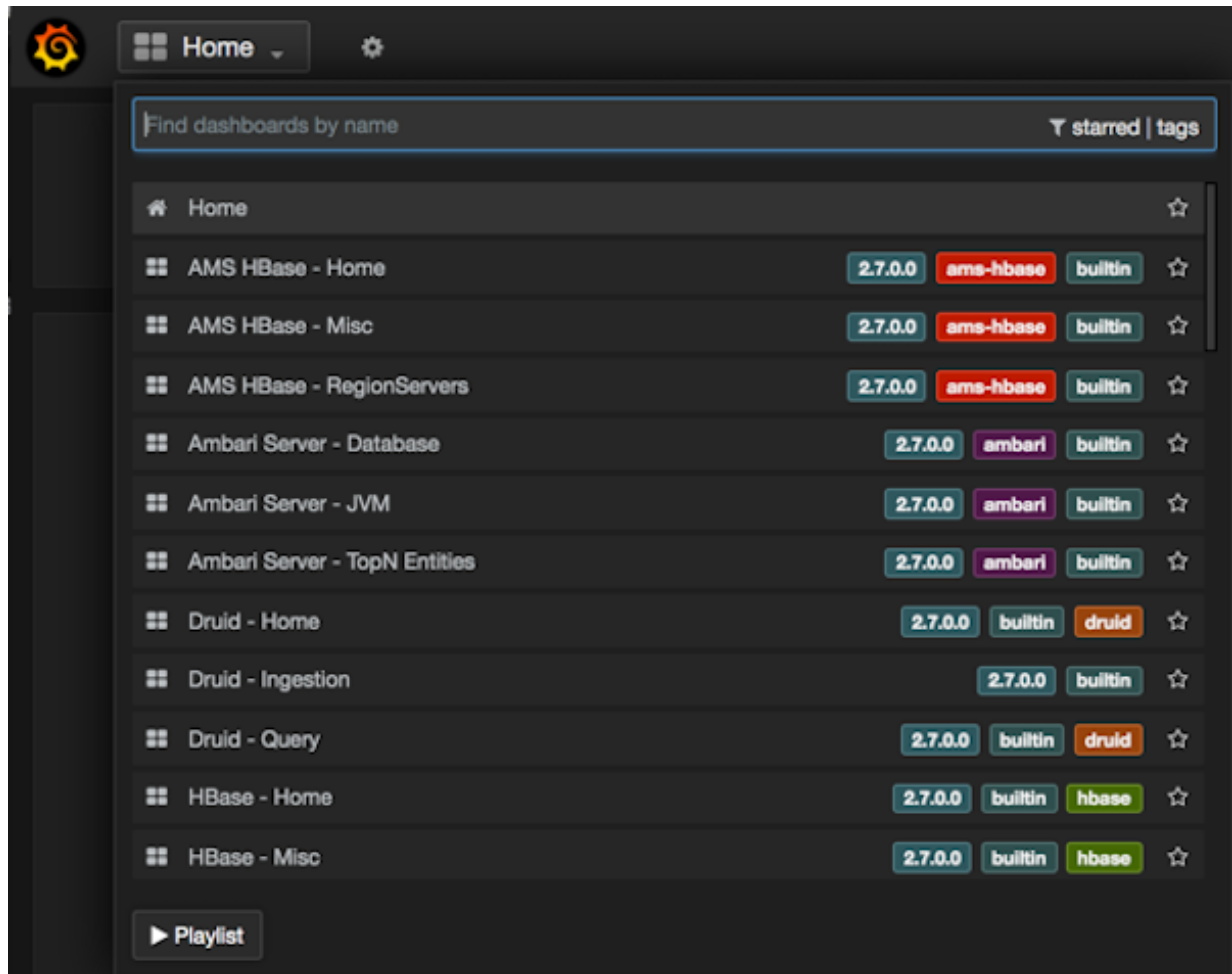 Home
Find dashboards by name starred | tags
Home
AMS HBase - Home 2.7.0.0 ams-hbase builtin
AMS HBase - Misc 2.7.0.0 ams-hbase builtin
AMS HBase - RegionServers 2.7.0.0 ams-hbase builtin
Ambari Server - Database 2.7.0.0 ambari builtin
Ambari Server - JVM 2.7.0.0 ambari builtin
Ambari Server - TopN Entities 2.7.0.0 ambari builtin
Druid - Home 2.7.0.0 builtin druid
Druid - Ingestion 2.7.0.0 builtin
Druid - Query 2.7.0.0 builtin druid
HBase - Home 2.7.0.0 builtin hbase
HBase - Misc 2.7.0.0 builtin hbase
Playlist